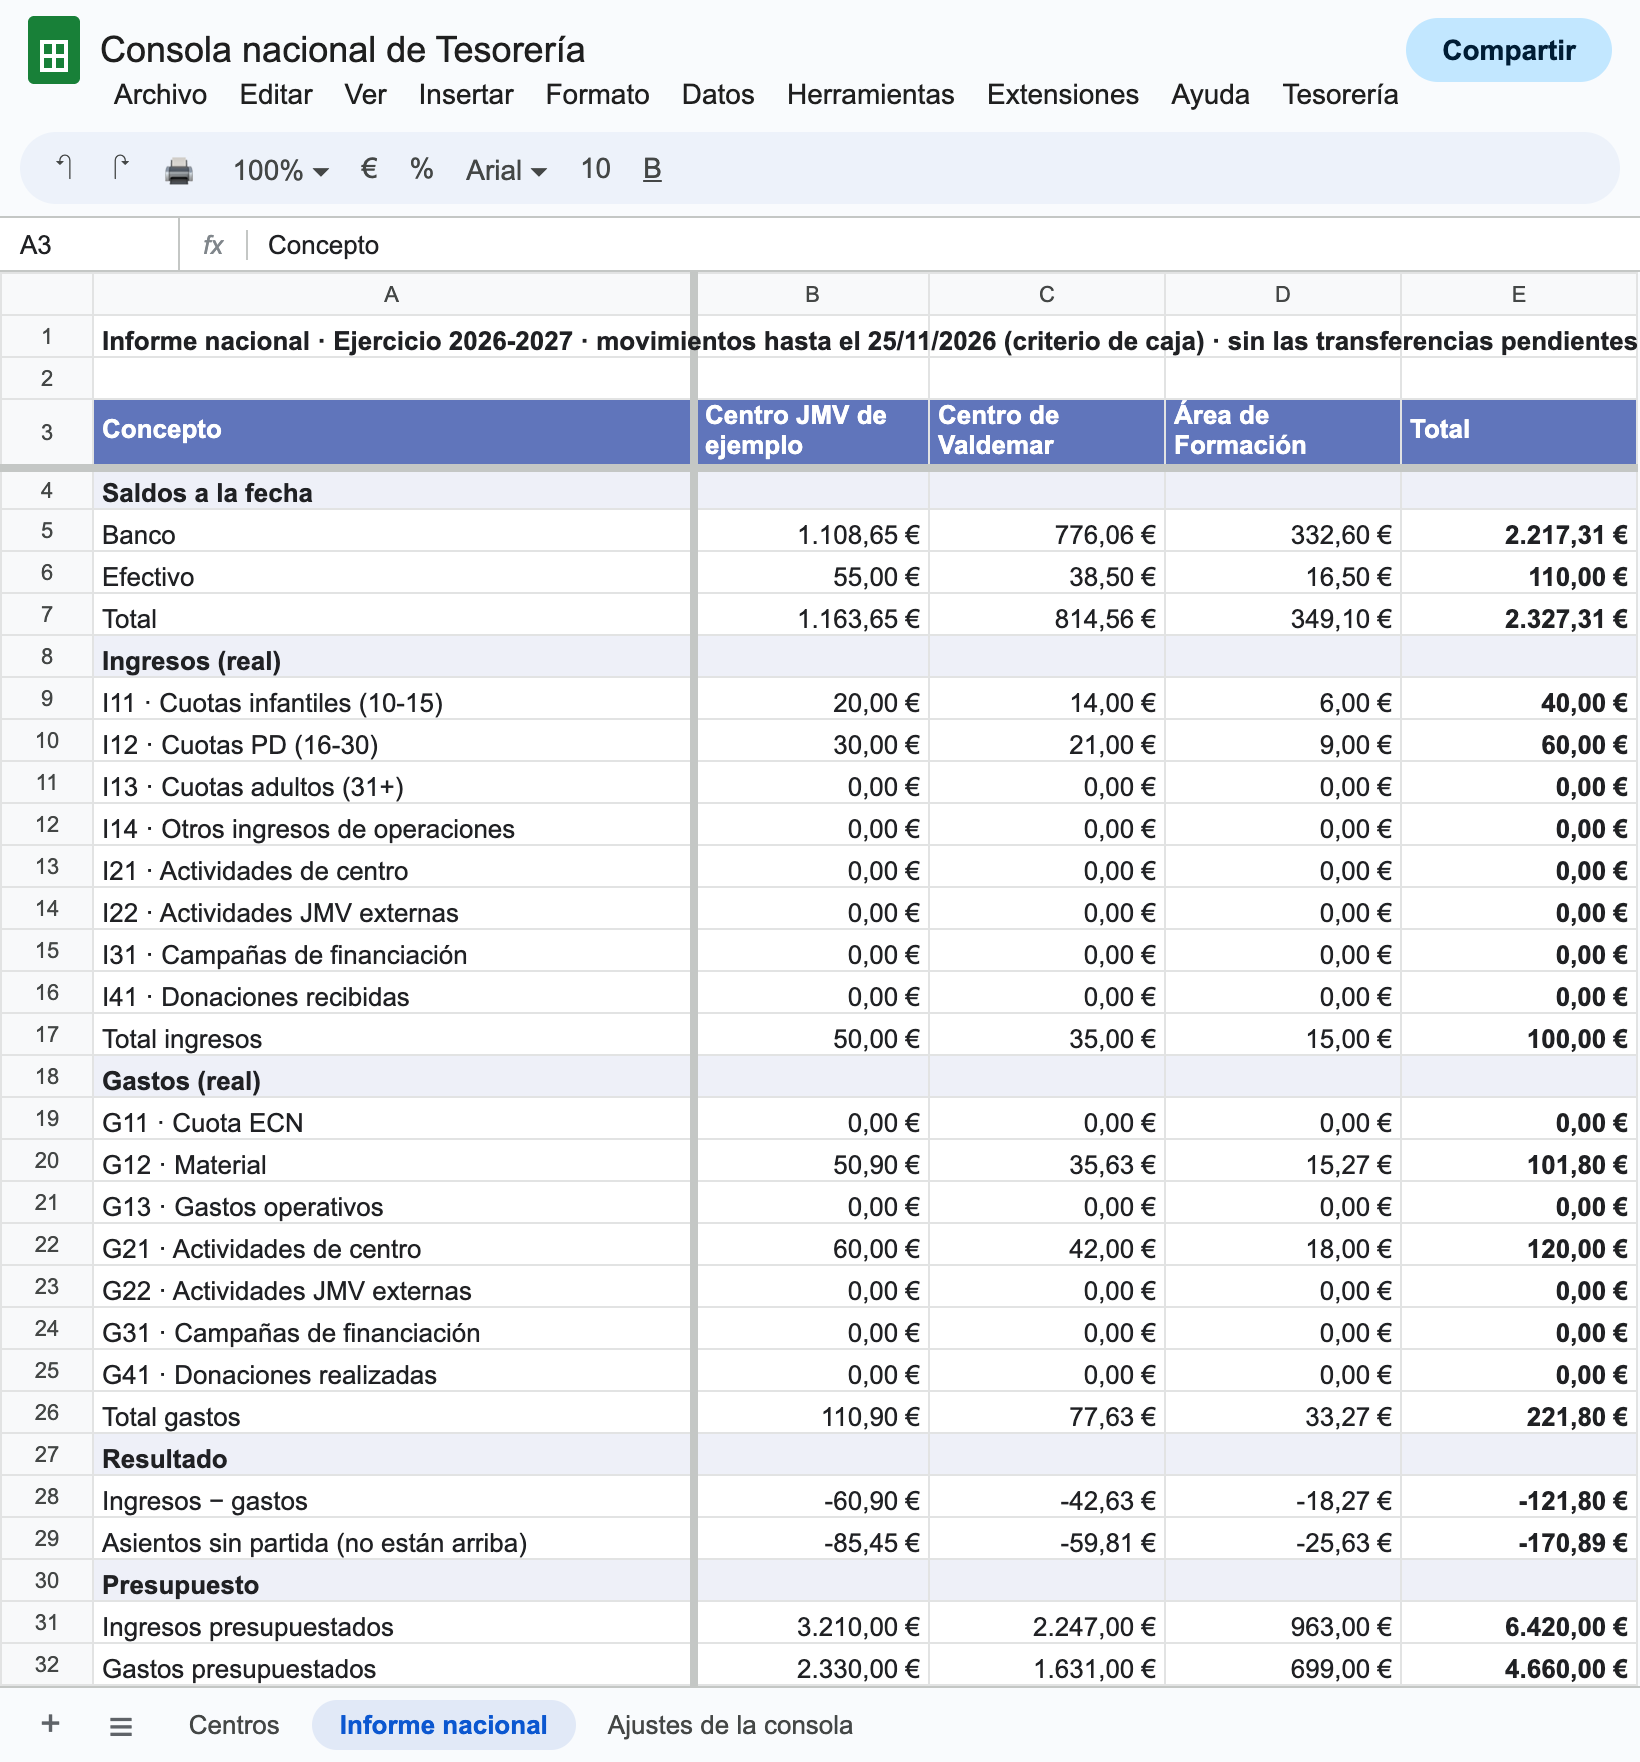 Consola nacional de Tesorería
Compartir
Archivo Editar Ver Insertar Formato Datos Herramientas Extensiones Ayuda Tesorería
100% € % Arial 10 B
A3 fx Concepto
A B C D E
1 Informe nacional · Ejercicio 2026-2027 · movimientos hasta el 25/11/2026 (criterio de caja) · sin las transferencias pendientes
2
3 Concepto Centro JMV de ejemplo Centro de Valdemar Área de Formación Total
4 Saldos a la fecha
5 Banco 1.108,65 € 776,06 € 332,60 € 2.217,31 €
6 Efectivo 55,00 € 38,50 € 16,50 € 110,00 €
7 Total 1.163,65 € 814,56 € 349,10 € 2.327,31 €
8 Ingresos (real)
9 I11 · Cuotas infantiles (10-15) 20,00 € 14,00 € 6,00 € 40,00 €
10 I12 · Cuotas PD (16-30) 30,00 € 21,00 € 9,00 € 60,00 €
11 I13 · Cuotas adultos (31+) 0,00 € 0,00 € 0,00 € 0,00 €
12 I14 · Otros ingresos de operaciones 0,00 € 0,00 € 0,00 € 0,00 €
13 I21 · Actividades de centro 0,00 € 0,00 € 0,00 € 0,00 €
14 I22 · Actividades JMV externas 0,00 € 0,00 € 0,00 € 0,00 €
15 I31 · Campañas de financiación 0,00 € 0,00 € 0,00 € 0,00 €
16 I41 · Donaciones recibidas 0,00 € 0,00 € 0,00 € 0,00 €
17 Total ingresos 50,00 € 35,00 € 15,00 € 100,00 €
18 Gastos (real)
19 G11 · Cuota ECN 0,00 € 0,00 € 0,00 € 0,00 €
20 G12 · Material 50,90 € 35,63 € 15,27 € 101,80 €
21 G13 · Gastos operativos 0,00 € 0,00 € 0,00 € 0,00 €
22 G21 · Actividades de centro 60,00 € 42,00 € 18,00 € 120,00 €
23 G22 · Actividades JMV externas 0,00 € 0,00 € 0,00 € 0,00 €
24 G31 · Campañas de financiación 0,00 € 0,00 € 0,00 € 0,00 €
25 G41 · Donaciones realizadas 0,00 € 0,00 € 0,00 € 0,00 €
26 Total gastos 110,90 € 77,63 € 33,27 € 221,80 €
27 Resultado
28 Ingresos − gastos -60,90 € -42,63 € -18,27 € -121,80 €
29 Asientos sin partida (no están arriba) -85,45 € -59,81 € -25,63 € -170,89 €
30 Presupuesto
31 Ingresos presupuestados 3.210,00 € 2.247,00 € 963,00 € 6.420,00 €
32 Gastos presupuestados 2.330,00 € 1.631,00 € 699,00 € 4.660,00 €
+ Centros Informe nacional Ajustes de la consola